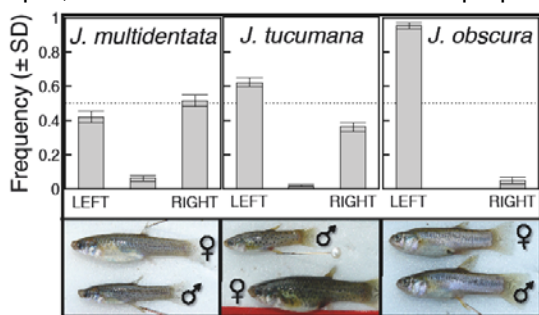 J. multidentata
J. tucumana
J. obscura
Frequency (± SD)
1
0.8
0.6
0.4
0.2
0
LEFT RIGHT
LEFT RIGHT
LEFT RIGHT
♀
♂
♂
♀
♀
♂